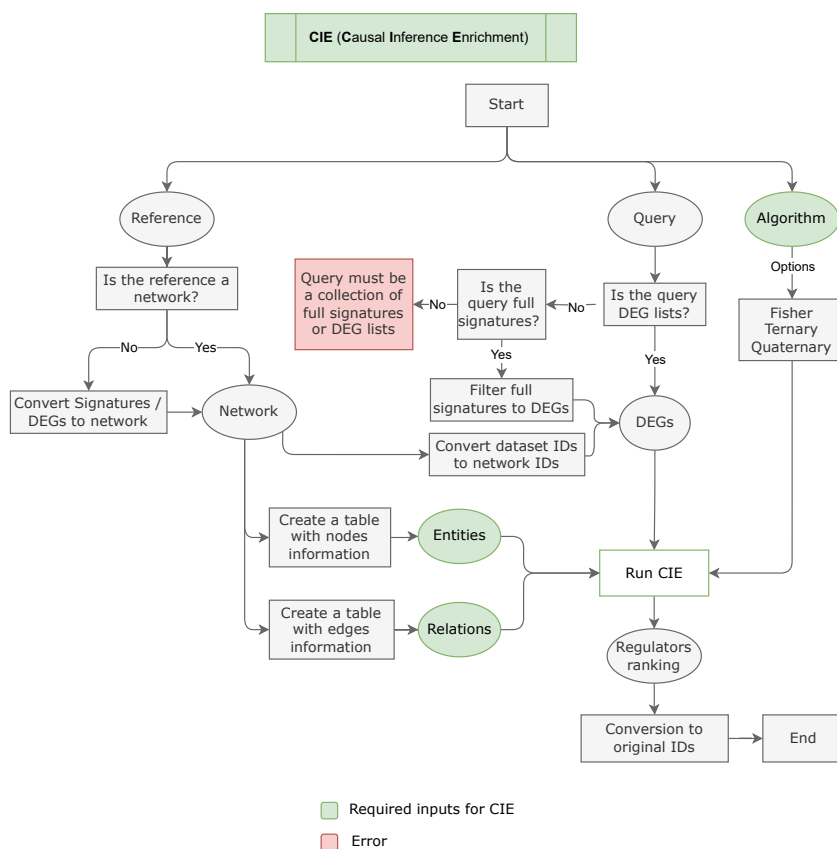 CIE (Causal Inference Enrichment)
Start
Reference
Query
Algorithm
Is the reference a
network?
Query must be
a collection of
full signatures
or DEG lists
No
Is the
query full
signatures?
No
Is the query
DEG lists?
Options
Fisher
Ternary
Quaternary
No
Yes
Yes
Yes
Convert Signatures /
DEGs to network
Network
Filter full
signatures to DEGs
DEGs
Convert dataset IDs
to network IDs
Create a table
with nodes
information
Entities
Run CIE
Create a table
with edges
information
Relations
Regulators
ranking
Conversion to
original IDs
End
Required inputs for CIE
Error